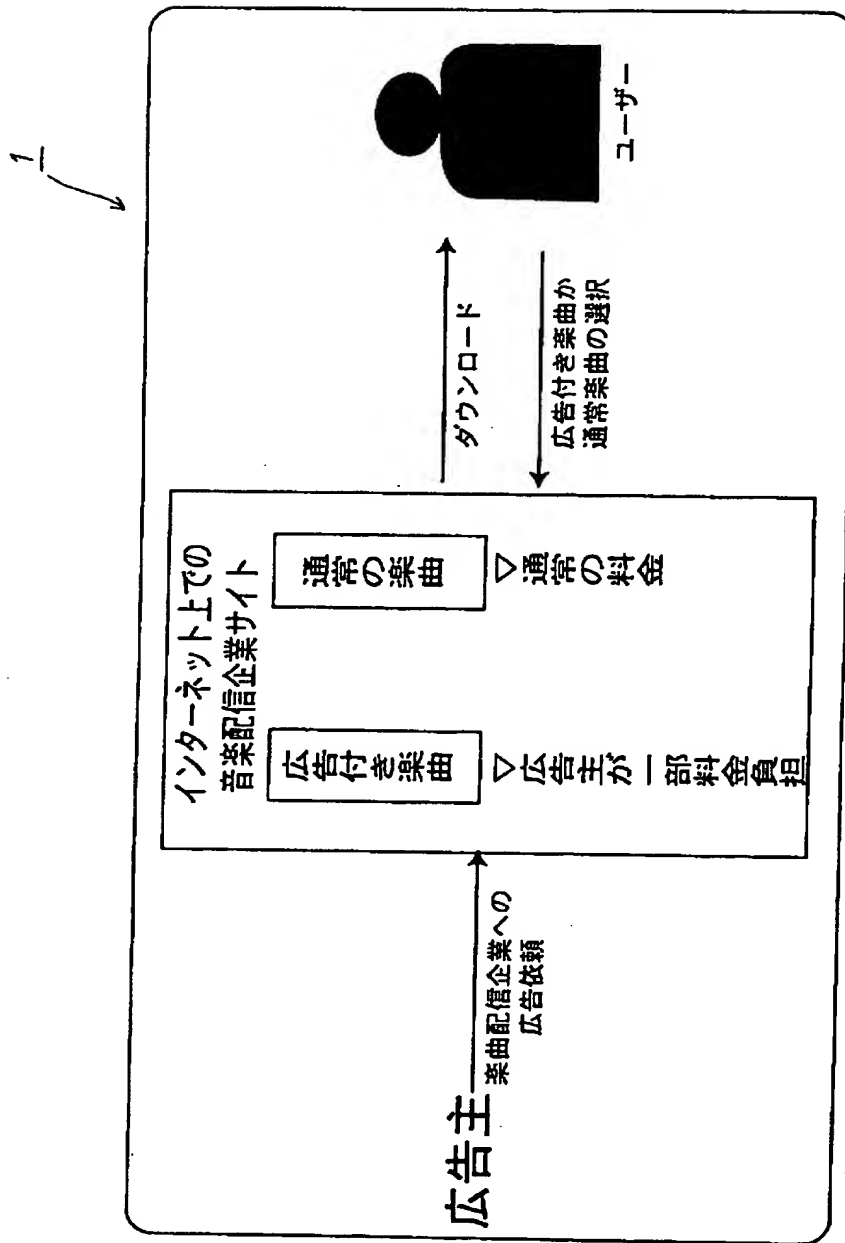 1
インターネット上での
音楽配信企業サイト
広告付き楽曲
▽広告主が一部料金負担
通常の楽曲
▽通常の料金
広告主
楽曲配信企業への
広告依頼
ダウンロード
広告付き楽曲か
通常楽曲の選択
ユーザー